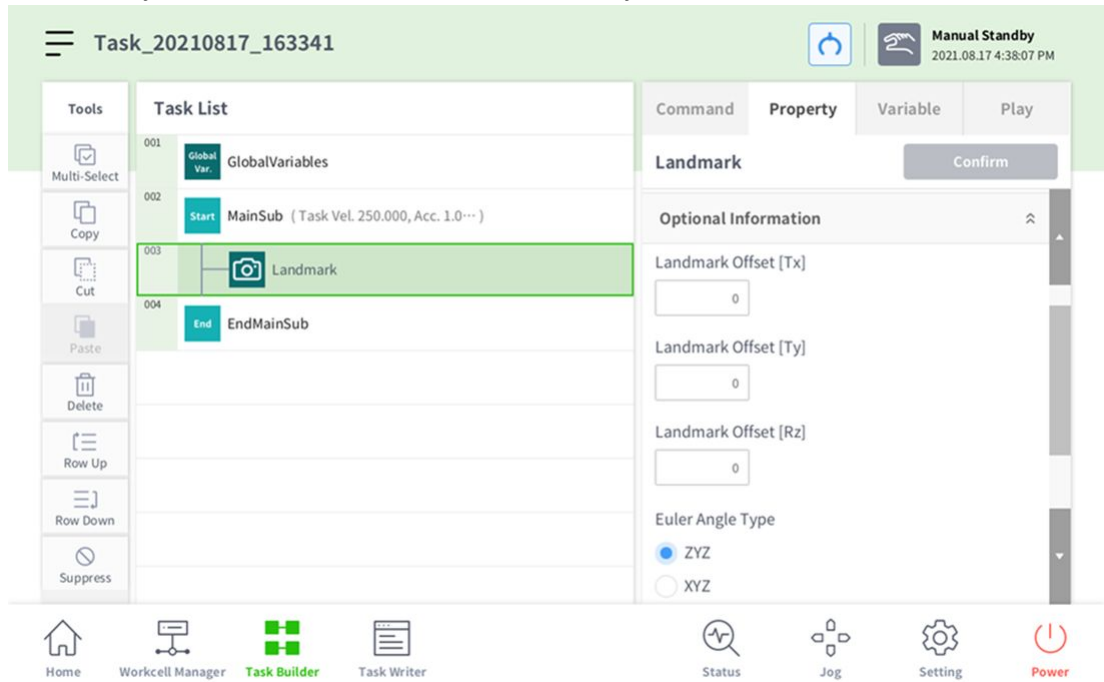 Task_20210817_163341
Manual Standby
2021.08.17 4:38:07 PM
Tools
Multi-Select
Copy
Cut
Paste
Delete
Row Up
Row Down
Suppress
Task List
001
Global Var.
GlobalVariables
002
Start
MainSub ( Task Vel. 250.000, Acc. 1.0··· )
003
Landmark
004
End
EndMainSub
Command Property Variable Play
Landmark
Confirm
Optional Information
Landmark Offset [Tx]
0
Landmark Offset [Ty]
0
Landmark Offset [Rz]
0
Euler Angle Type
ZYZ
XYZ
Home Workcell Manager Task Builder Task Writer Status Jog Setting Power